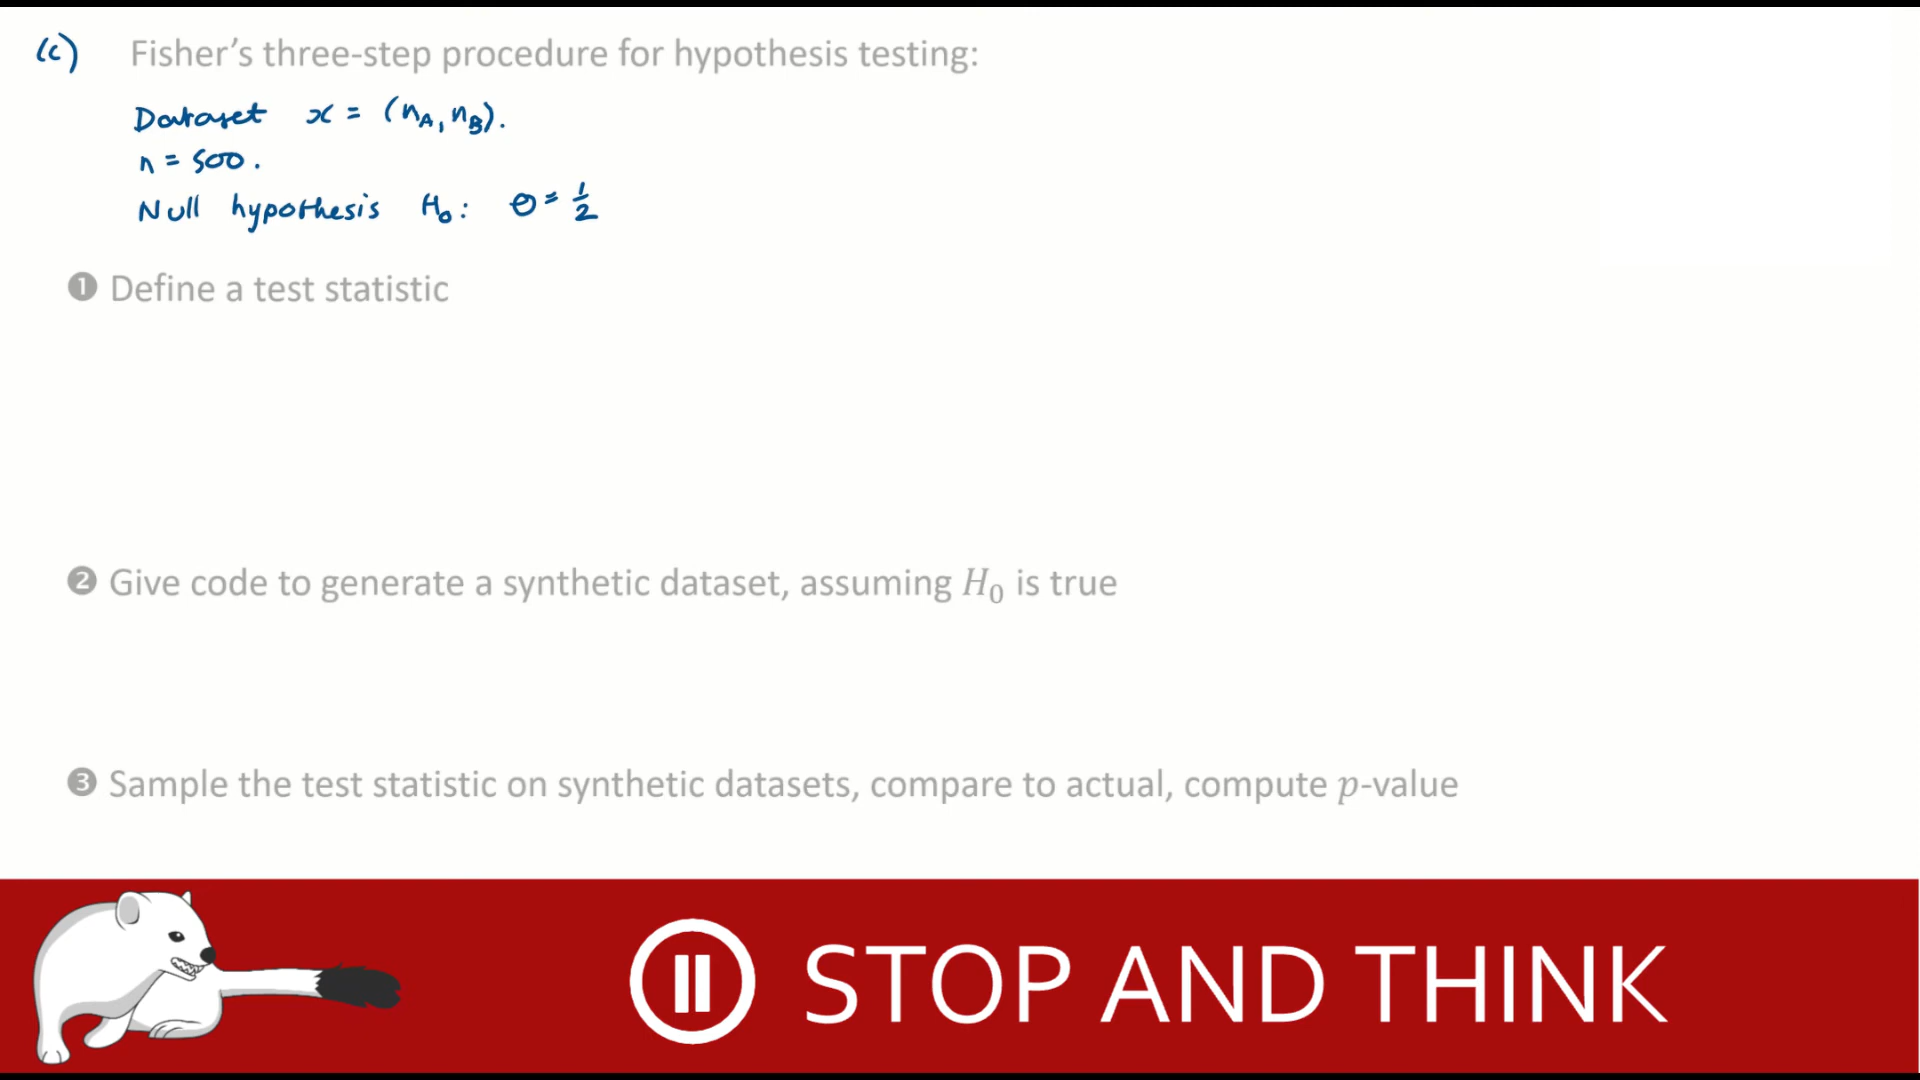 (c) Fisher's three-step procedure for hypothesis testing:
Dataset x = (n_A, n_B).
n = 500.
Null hypothesis H₀: θ = 1/2
❶ Define a test statistic
❷ Give code to generate a synthetic dataset, assuming H₀ is true
❸ Sample the test statistic on synthetic datasets, compare to actual, compute p-value
STOP AND THINK